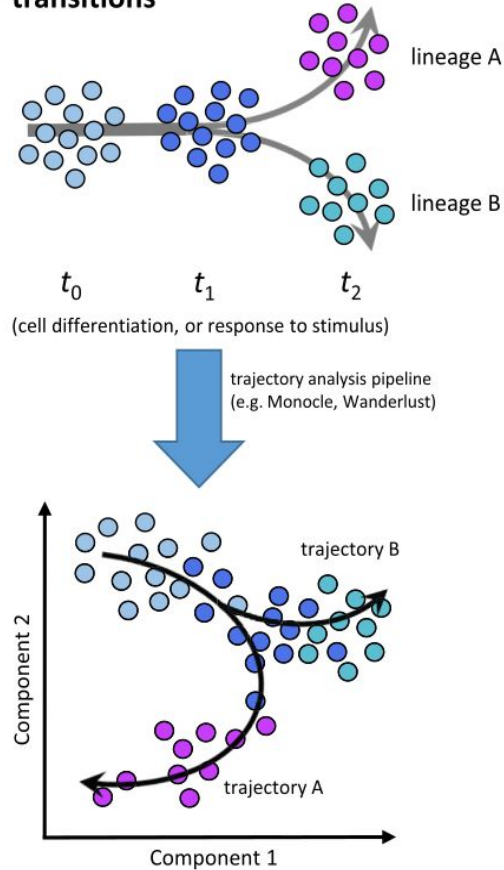 transitions
lineage A
lineage B
t0 t1 t2
(cell differentiation, or response to stimulus)
trajectory analysis pipeline
(e.g. Monocle, Wanderlust)
trajectory B
Component 2
trajectory A
Component 1